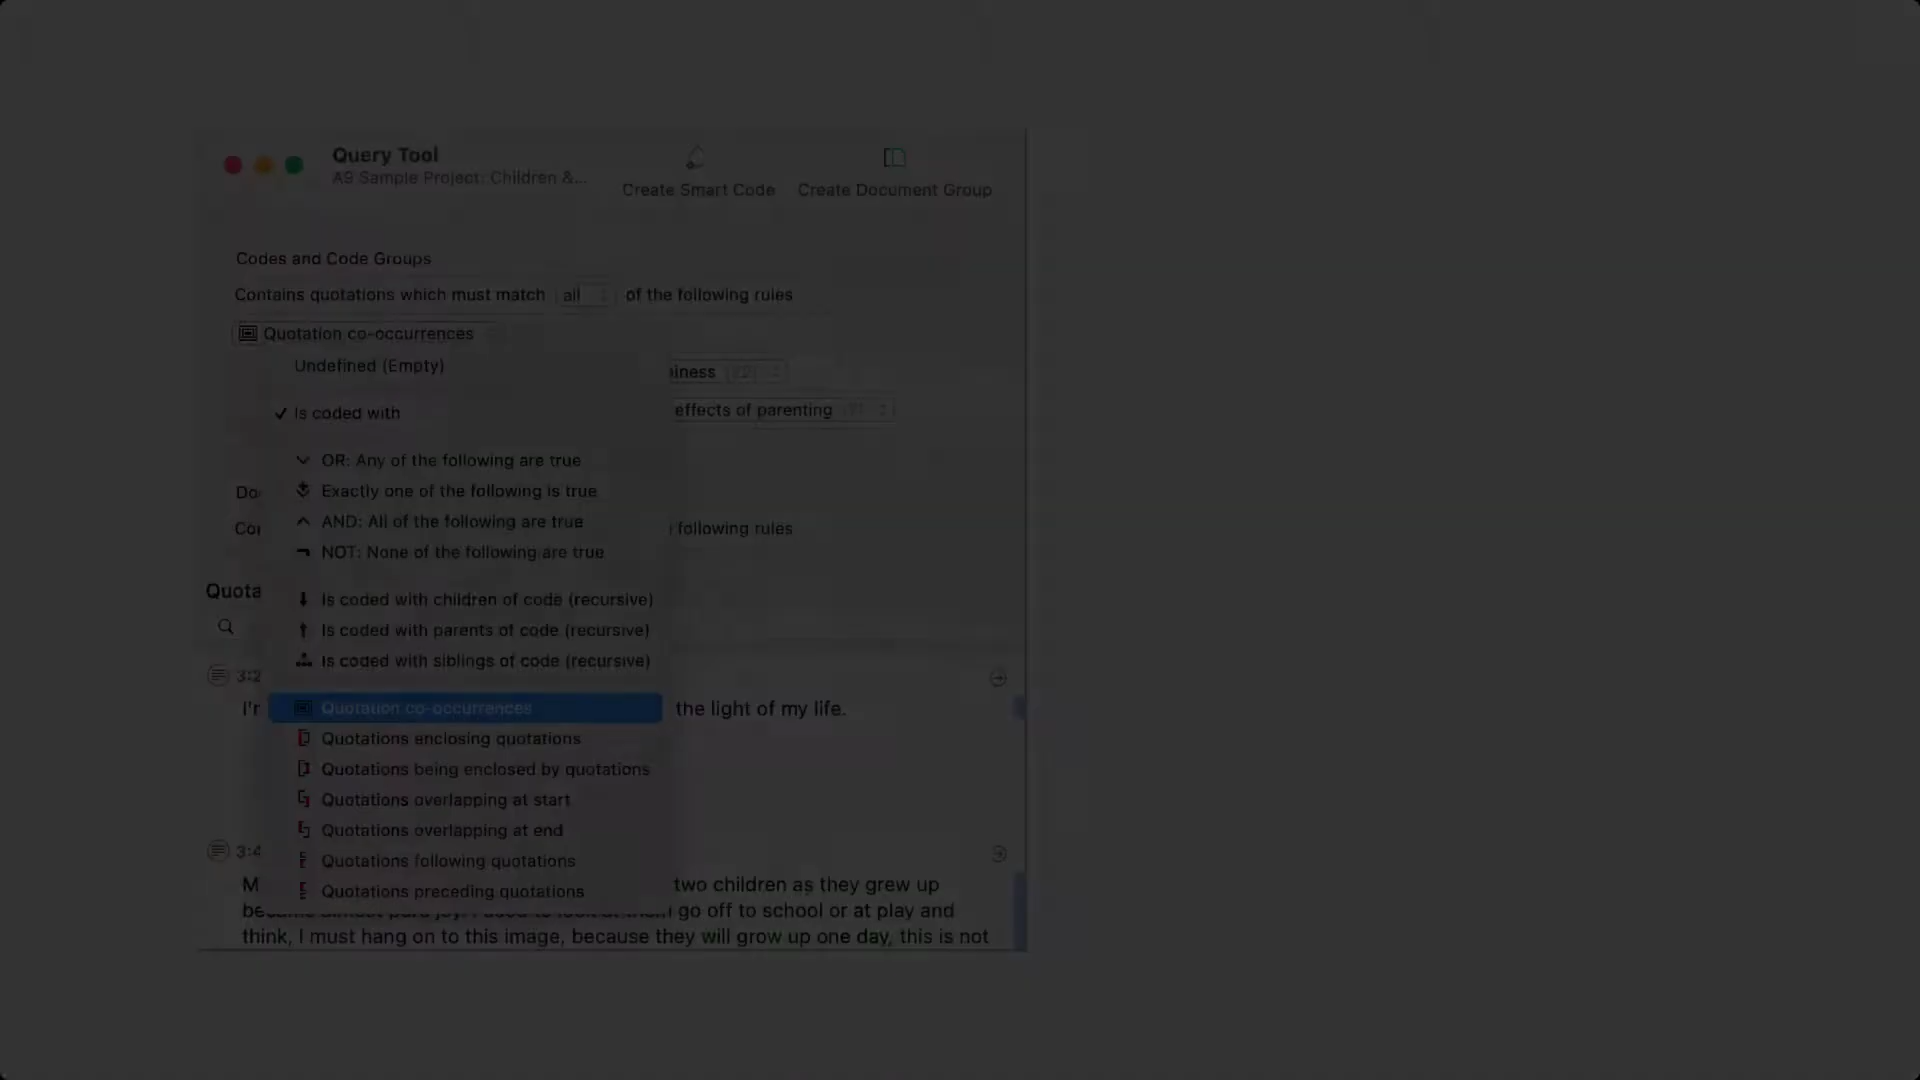 Query Tool
A9 Sample Project: Children &...
Create Smart Code
Create Document Group
Codes and Code Groups
Contains quotations which must match all of the following rules
Quotation co-occurrences
Undefined (Empty)
iness
✓ Is coded with
effects of parenting
OR: Any of the following are true
Do
Exactly one of the following is true
AND: All of the following are true
Co following rules
NOT: None of the following are true
Quota
Is coded with children of code (recursive)
Is coded with parents of code (recursive)
Is coded with siblings of code (recursive)
3:2
I'r the light of my life.
Quotation co-occurrences
Quotations enclosing quotations
Quotations being enclosed by quotations
Quotations overlapping at start
Quotations overlapping at end
3:4
Quotations following quotations
M two children as they grew up
Quotations preceding quotations
go off to school or at play and
think, I must hang on to this image, because they will grow up one day, this is not